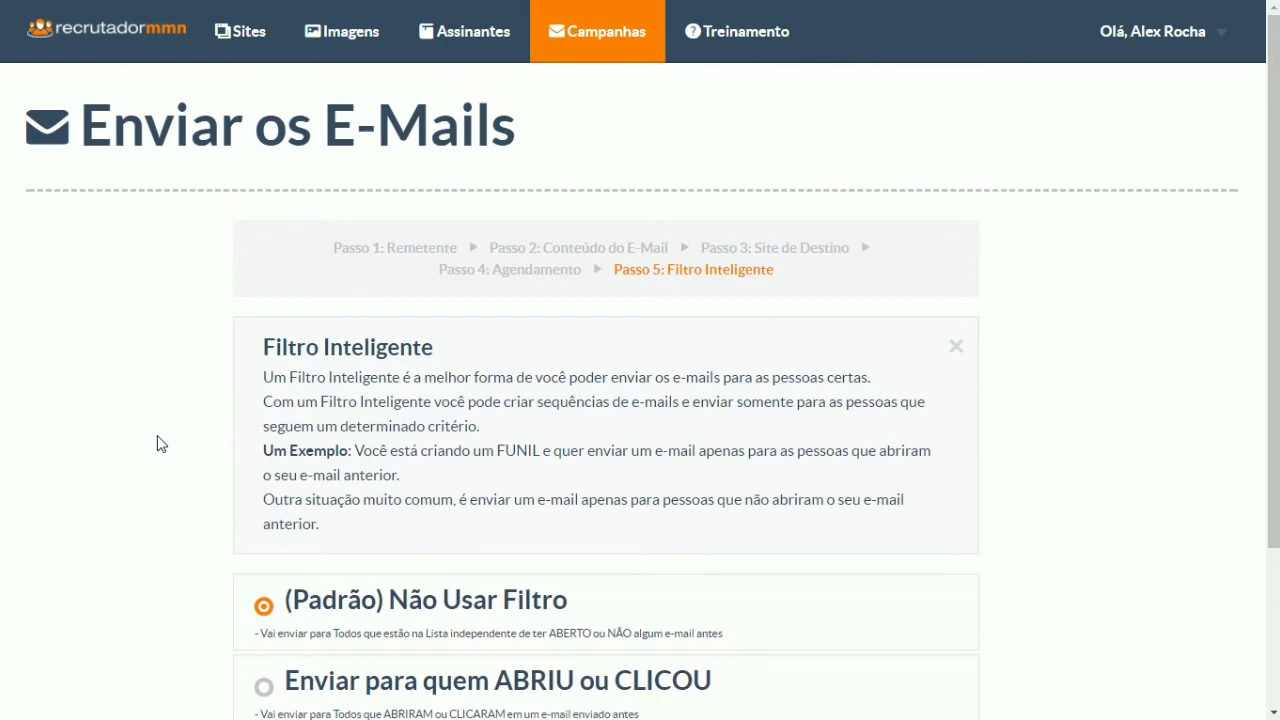 recrutadormmn Sites Imagens Assinantes Campanhas Treinamento Olá, Alex Rocha
Enviar os E-Mails
Passo 1: Remetente Passo 2: Conteúdo do E-Mail Passo 3: Site de Destino
Passo 4: Agendamento Passo 5: Filtro Inteligente
Filtro Inteligente
Um Filtro Inteligente é a melhor forma de você poder enviar os e-mails para as pessoas certas.
Com um Filtro Inteligente você pode criar sequências de e-mails e enviar somente para as pessoas que
seguem um determinado critério.
Um Exemplo: Você está criando um FUNIL e quer enviar um e-mail apenas para as pessoas que abriram
o seu e-mail anterior.
Outra situação muito comum, é enviar um e-mail apenas para pessoas que não abriram o seu e-mail
anterior.
(Padrão) Não Usar Filtro
- Vai enviar para Todos que estão na Lista independente de ter ABERTO ou NÃO algum e-mail antes
Enviar para quem ABRIU ou CLICOU
- Vai enviar para Todos que ABRIRAM ou CLICARAM em um e-mail enviado antes